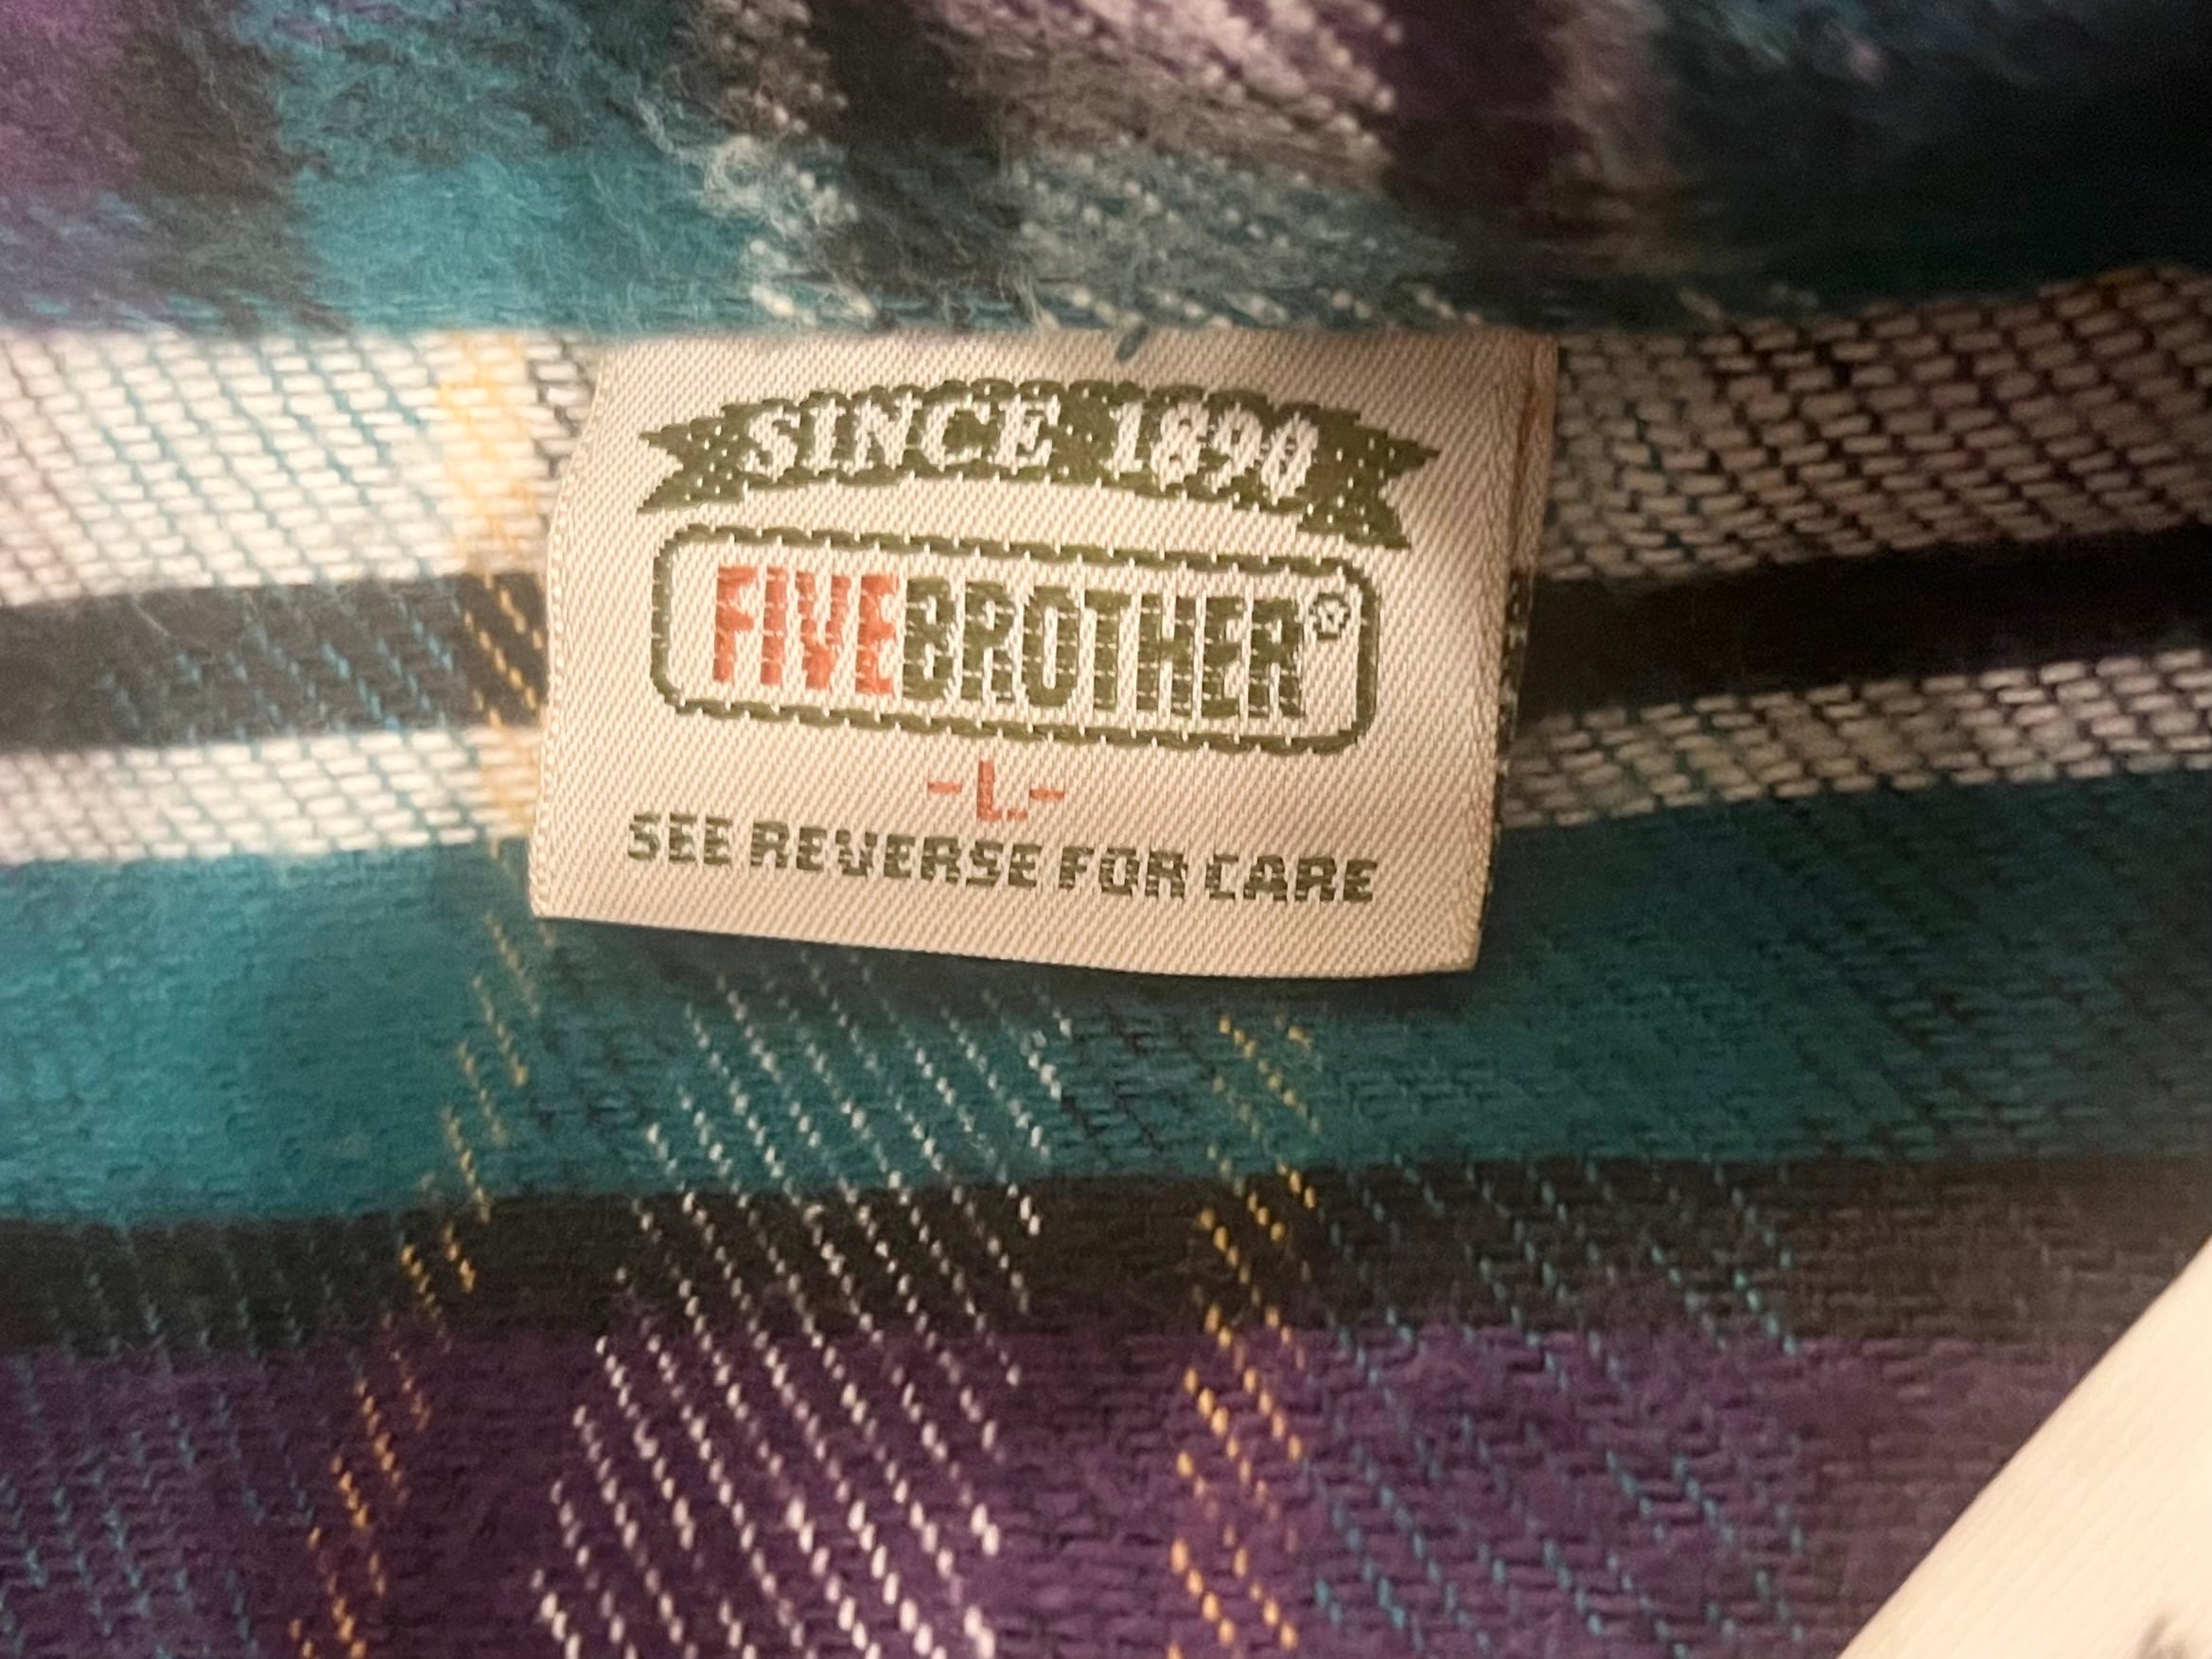 SINCE 1890
FIVEBROTHER®
-L-
SEE REVERSE FOR CARE